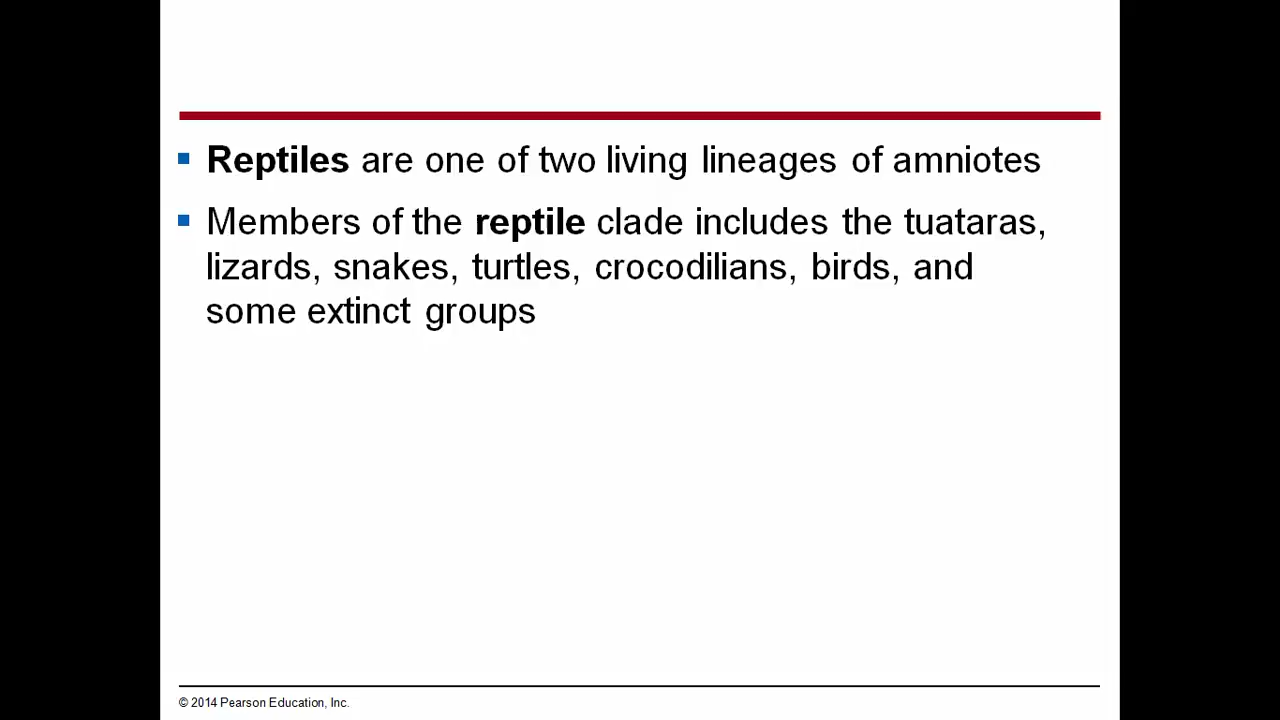 Reptiles are one of two living lineages of amniotes
Members of the reptile clade includes the tuataras,
lizards, snakes, turtles, crocodilians, birds, and
some extinct groups
© 2014 Pearson Education, Inc.